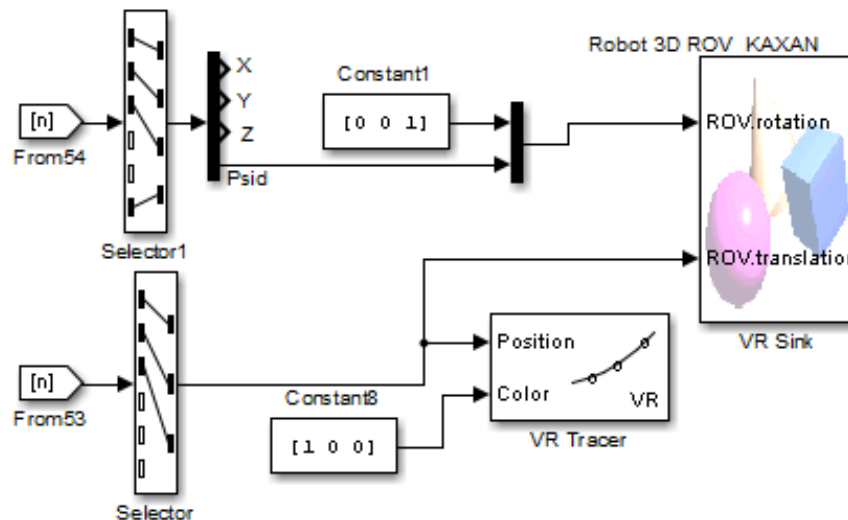 Robot 3D ROV KAXAN
X
Constant1
Y
[n]
[0 0 1]
ROV.rotation
Z
From54
Psid
Selector1
ROV.translation
VR Sink
Position
[n]
Constant8
Color
VR
From53
[1 0 0]
VR Tracer
Selector